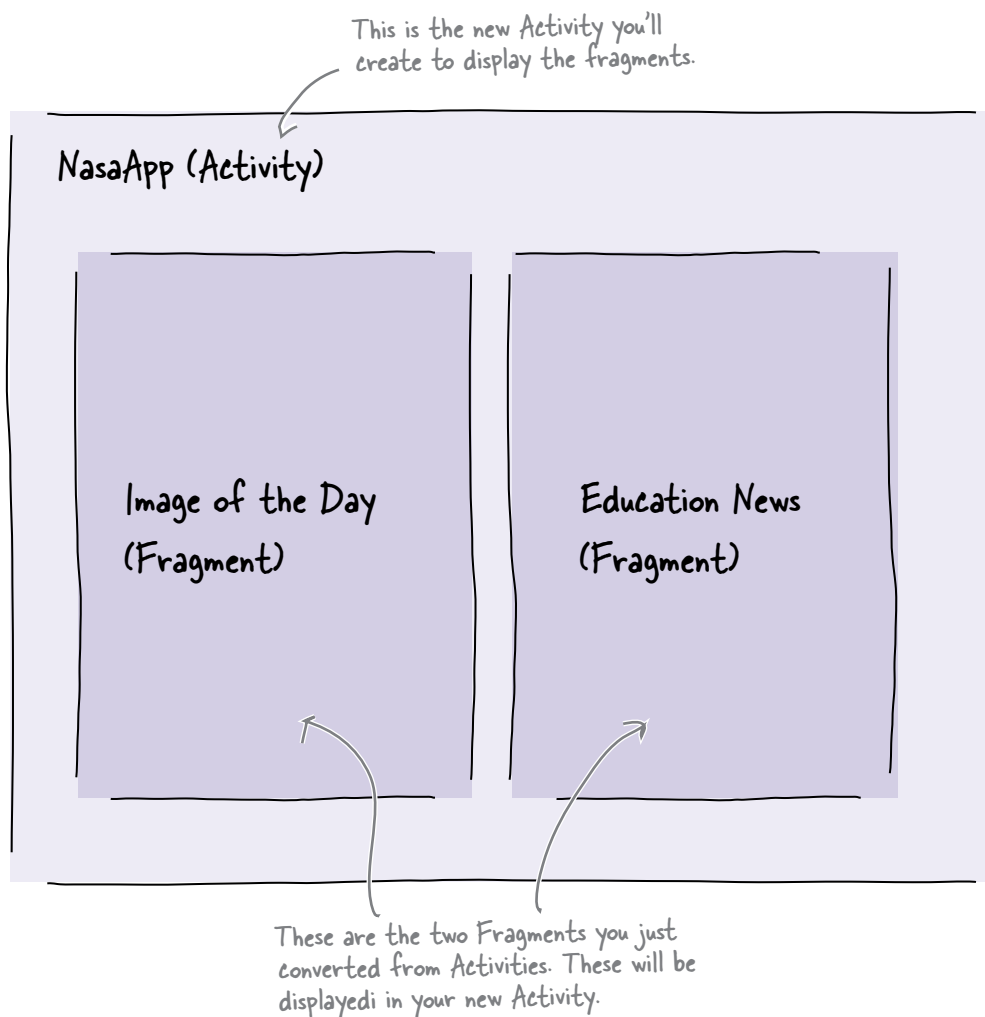 This is the new Activity you'll
create to display the fragments.
NasaApp (Activity)
Image of the Day
(Fragment)
Education News
(Fragment)
These are the two Fragments you just
converted from Activities. These will be
displayedi in your new Activity.